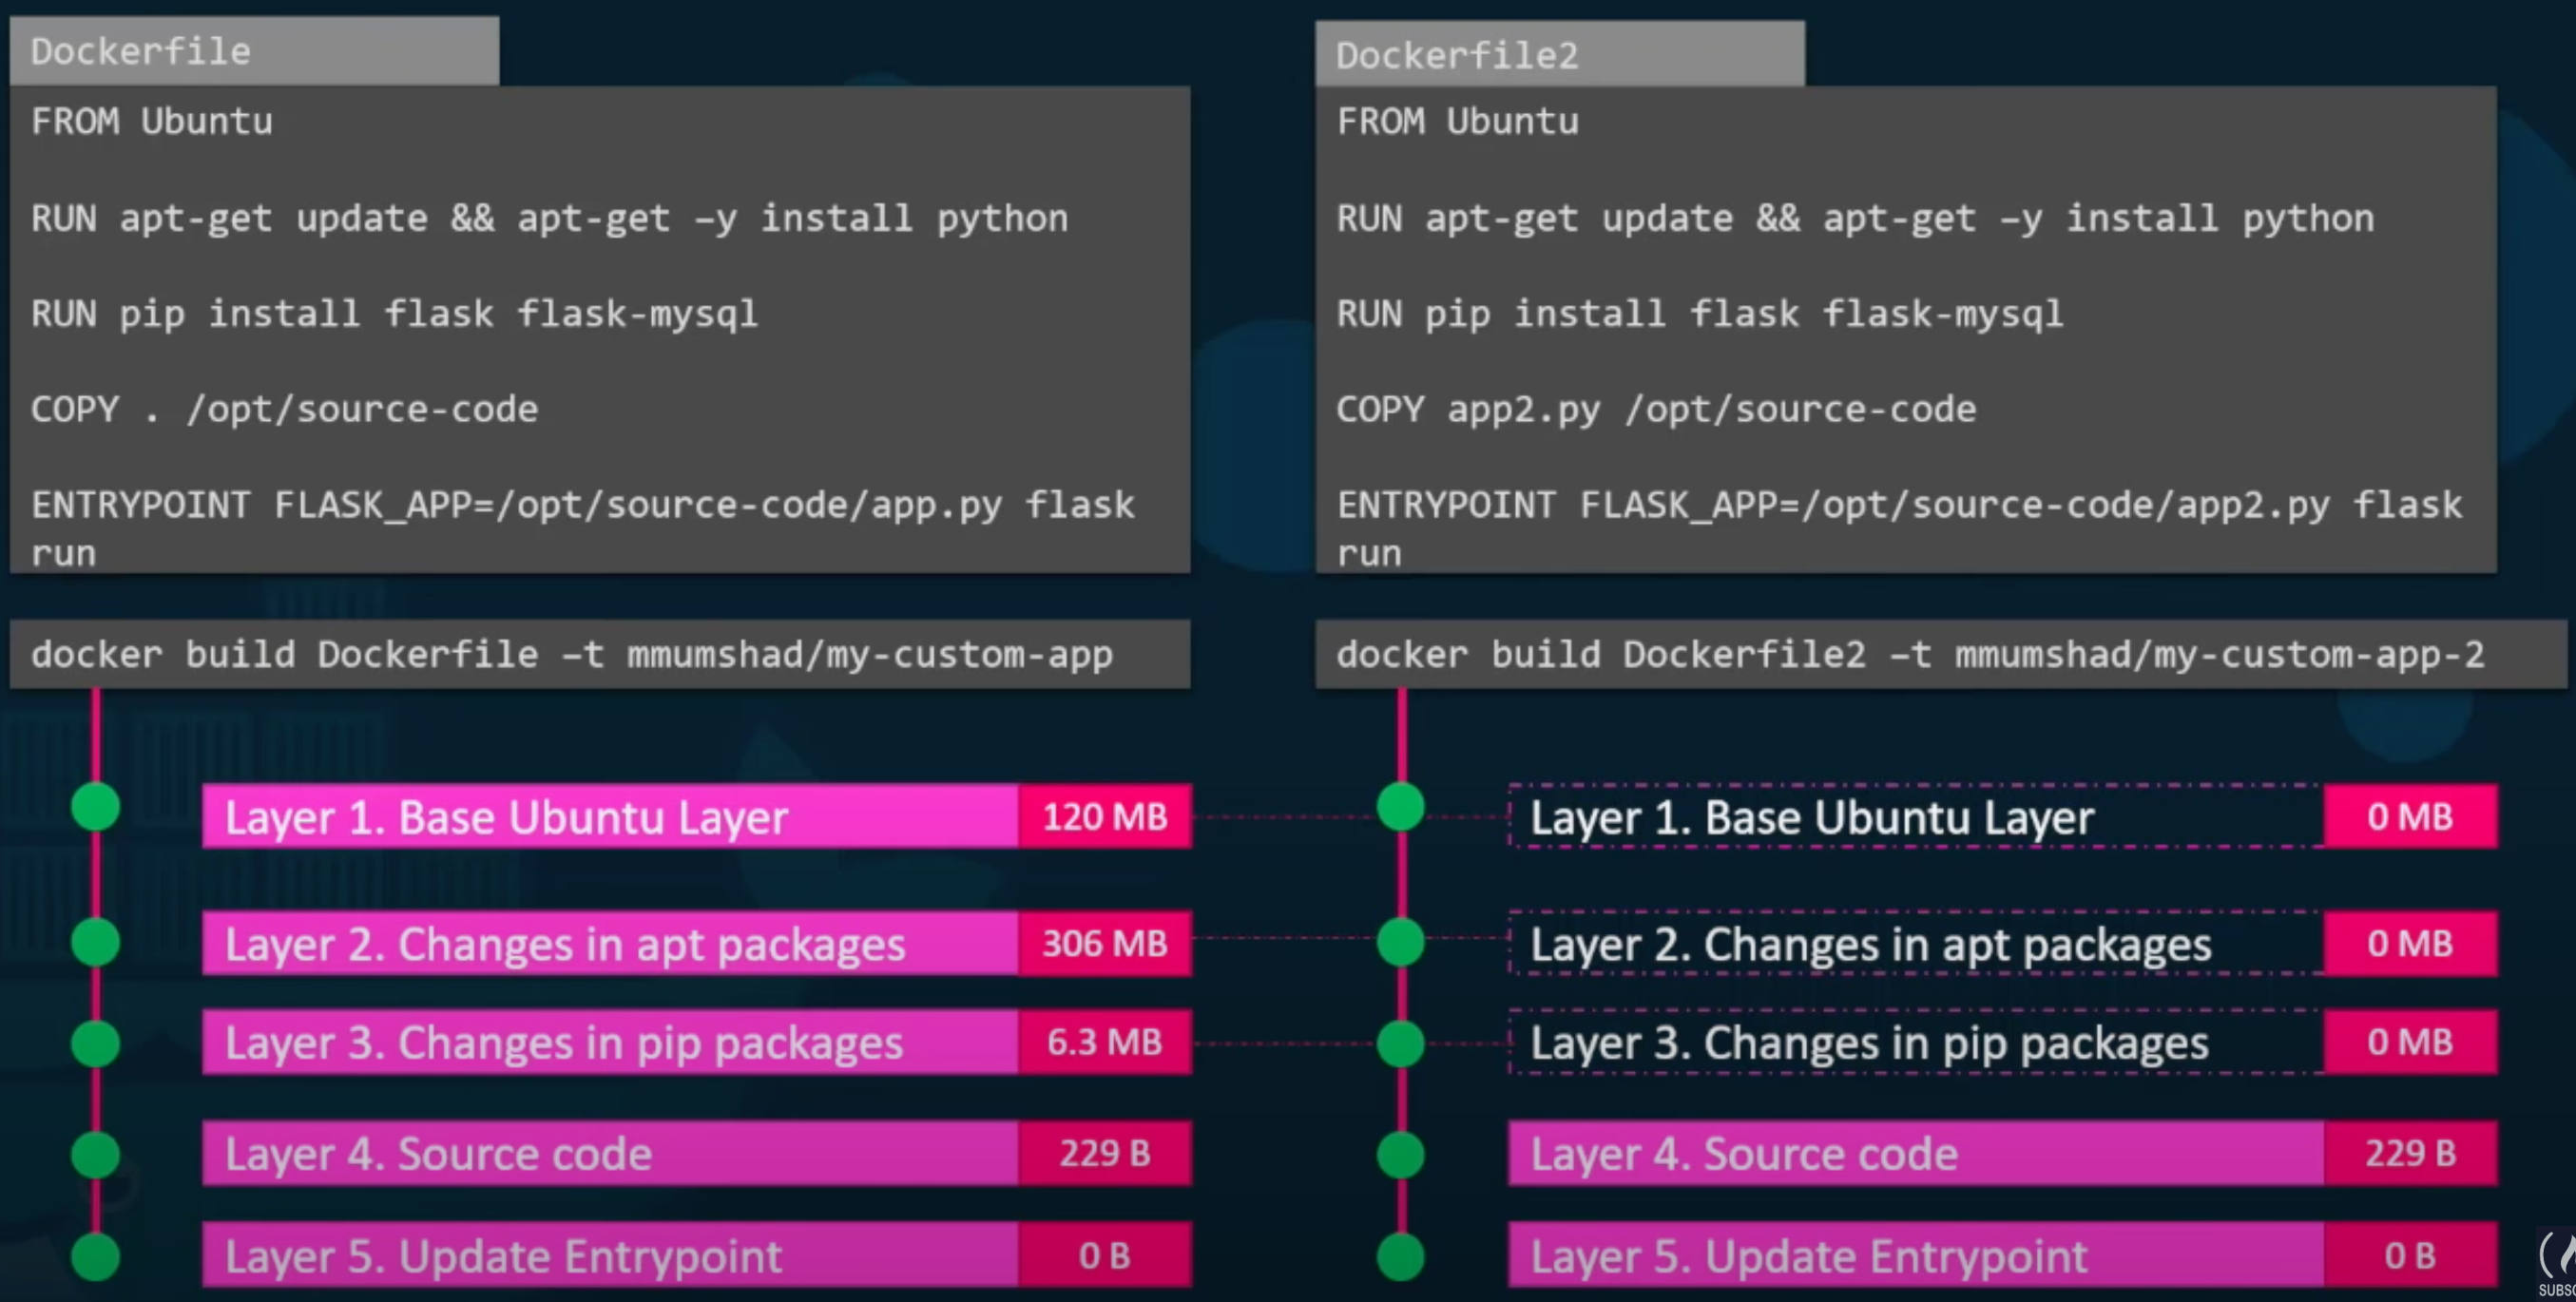 Dockerfile
FROM Ubuntu
RUN apt-get update && apt-get –y install python
RUN pip install flask flask-mysql
COPY . /opt/source-code
ENTRYPOINT FLASK_APP=/opt/source-code/app.py flask
run
docker build Dockerfile –t mmumshad/my-custom-app
Layer 1. Base Ubuntu Layer 120 MB
Layer 2. Changes in apt packages 306 MB
Layer 3. Changes in pip packages 6.3 MB
Layer 4. Source code 229 B
Layer 5. Update Entrypoint 0 B
Dockerfile2
FROM Ubuntu
RUN apt-get update && apt-get –y install python
RUN pip install flask flask-mysql
COPY app2.py /opt/source-code
ENTRYPOINT FLASK_APP=/opt/source-code/app2.py flask
run
docker build Dockerfile2 –t mmumshad/my-custom-app-2
Layer 1. Base Ubuntu Layer 0 MB
Layer 2. Changes in apt packages 0 MB
Layer 3. Changes in pip packages 0 MB
Layer 4. Source code 229 B
Layer 5. Update Entrypoint 0 B